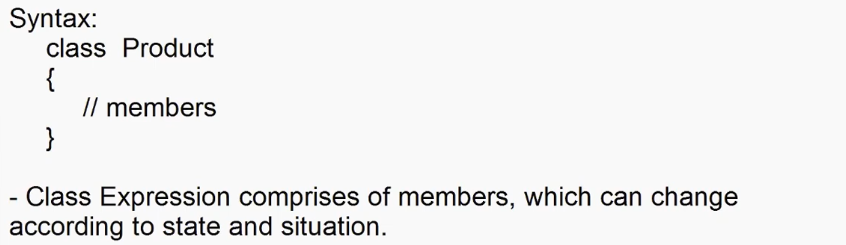 Syntax:
class Product
{
// members
}
- Class Expression comprises of members, which can change
according to state and situation.